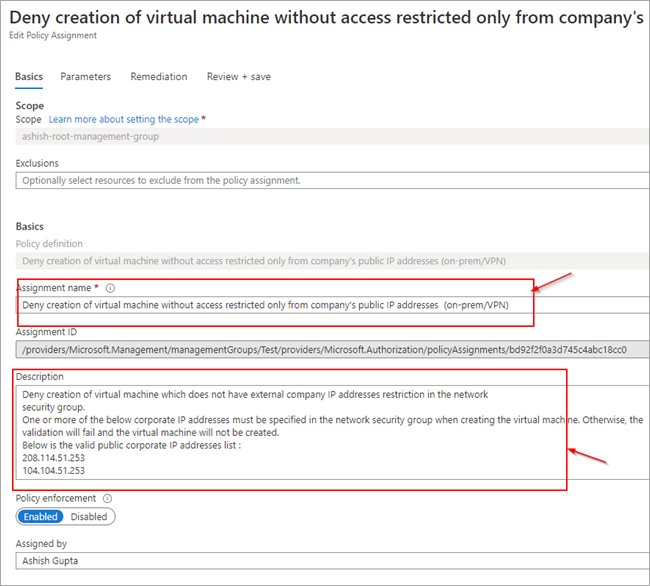 Deny creation of virtual machine without access restricted only from company's
Edit Policy Assignment
Basics Parameters Remediation Review + save
Scope
Scope Learn more about setting the scope *
ashish-root-management-group
Exclusions
Optionally select resources to exclude from the policy assignment.
Basics
Policy definition
Deny creation of virtual machine without access restricted only from company's public IP addresses (on-prem/VPN)
Assignment name *
Deny creation of virtual machine without access restricted only from company's public IP addresses (on-prem/VPN)
Assignment ID
/providers/Microsoft.Management/managementGroups/Test/providers/Microsoft.Authorization/policyAssignments/bd92f2f0a3d745c4abc18cc0
Description
Deny creation of virtual machine which does not have external company IP addresses restriction in the network
security group.
One or more of the below corporate IP addresses must be specified in the network security group when creating the virtual machine. Otherwise, the
validation will fail and the virtual machine will not be created.
Below is the valid public corporate IP addresses list :
208.114.51.253
104.104.51.253
Policy enforcement
Enabled Disabled
Assigned by
Ashish Gupta